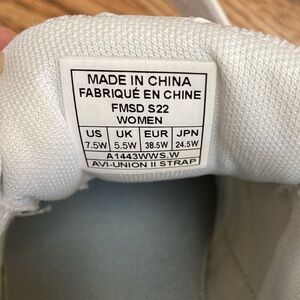 MADE IN CHINA
FABRIQUÉ EN CHINE
FMSD S22
WOMEN
US UK EUR JPN
7.5W 5.5W 38.5W 24.5W
A1443WWS,W
AVI-UNION II STRAP